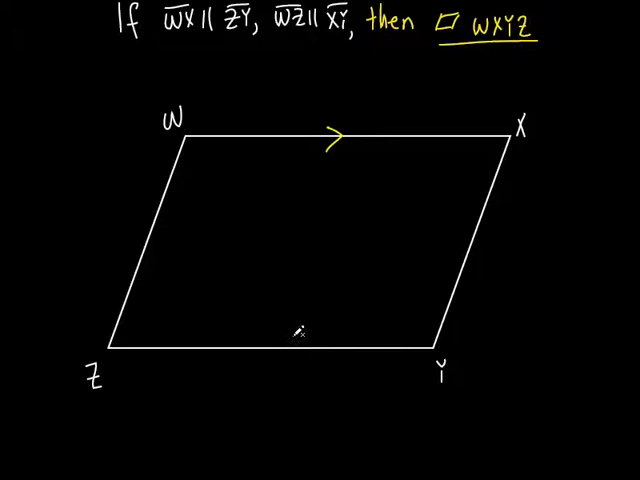 If W̅X̅ ∥ Z̅Y̅, W̅Z̅ ∥ X̅Y̅, then ▱ WXYZ
W
X
Z
Y